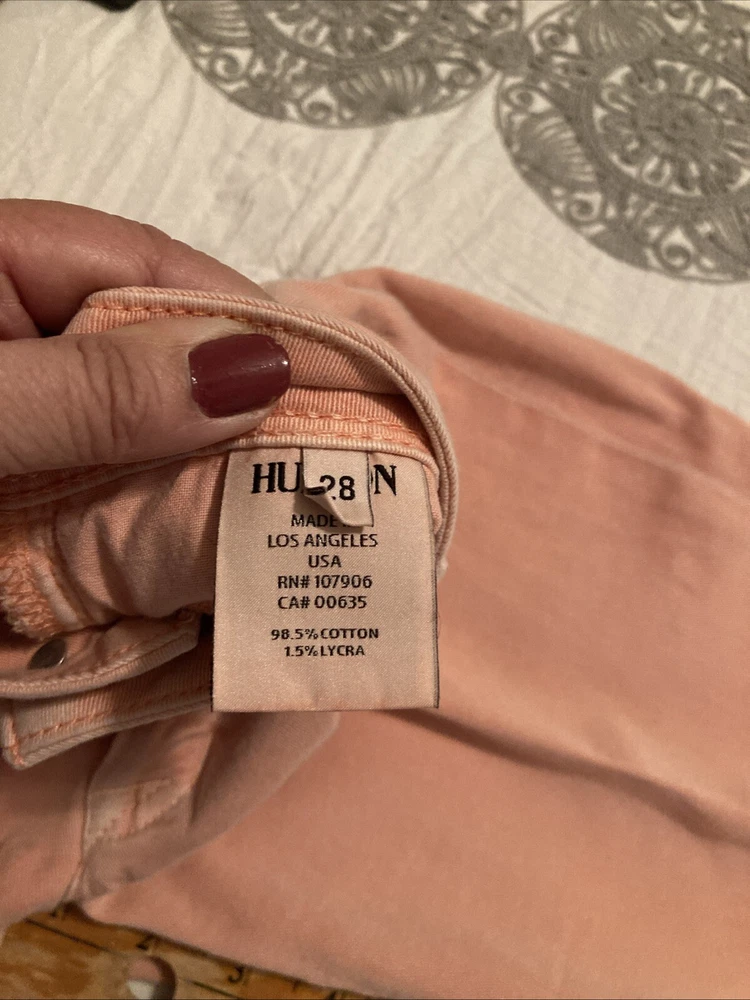 HU 28 N
MADE
LOS ANGELES
USA
RN# 107906
CA# 00635
98.5% COTTON
1.5% LYCRA